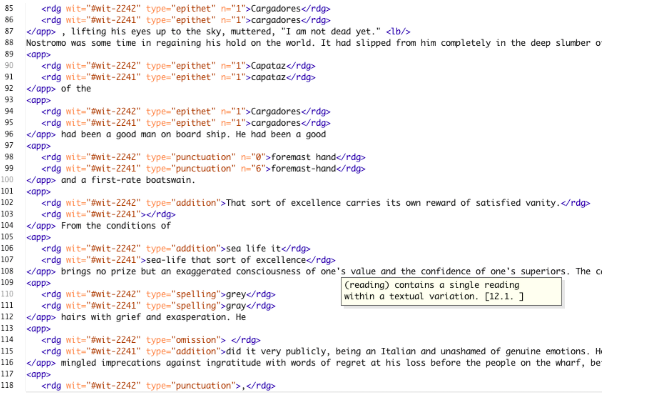 85 <rdg wit="#wit-2242" type="epithet" n="1">Cargadores</rdg>
86 <rdg wit="#wit-2241" type="epithet" n="1">cargadores</rdg>
87 </app> , lifting his eyes up to the sky, muttered, "I am not dead yet." <lb/>
88 Nostromo was some time in regaining his hold on the world. It had slipped from him completely in the deep slumber
89 <app>
90 <rdg wit="#wit-2242" type="epithet" n="1">Capataz</rdg>
91 <rdg wit="#wit-2241" type="epithet" n="1">capataz</rdg>
92 </app> of the
93 <app>
94 <rdg wit="#wit-2242" type="epithet" n="1">Cargadores</rdg>
95 <rdg wit="#wit-2241" type="epithet" n="1">cargadores</rdg>
96 </app> had been a good man on board ship. He had been a good
97 <app>
98 <rdg wit="#wit-2242" type="punctuation" n="0">foremast hand</rdg>
99 <rdg wit="#wit-2241" type="punctuation" n="6">foremast-hand</rdg>
100 </app> and a first-rate boatswain.
101 <app>
102 <rdg wit="#wit-2242" type="addition">That sort of excellence carries its own reward of satisfied vanity.</rdg>
103 <rdg wit="#wit-2241"></rdg>
104 </app> From the conditions of
105 <app>
106 <rdg wit="#wit-2242" type="addition">sea life it</rdg>
107 <rdg wit="#wit-2241">sea-life that sort of excellence</rdg>
108 </app> brings no prize but an exaggerated consciousness of one's value and the confidence of one's superiors. The
109 <app>
110 <rdg wit="#wit-2242" type="spelling">grey</rdg>
111 <rdg wit="#wit-2241" type="spelling">gray</rdg>
(reading) contains a single reading
within a textual variation. [12.1. ]
112 </app> hairs with grief and exasperation. He
113 <app>
114 <rdg wit="#wit-2242" type="omission"> </rdg>
115 <rdg wit="#wit-2241" type="addition">did it very publicly, being an Italian and unashamed of genuine emotions.
116 </app> mingled imprecations against ingratitude with words of regret at his loss before the people on the wharf,
117 <app>
118 <rdg wit="#wit-2242" type="punctuation">,</rdg>